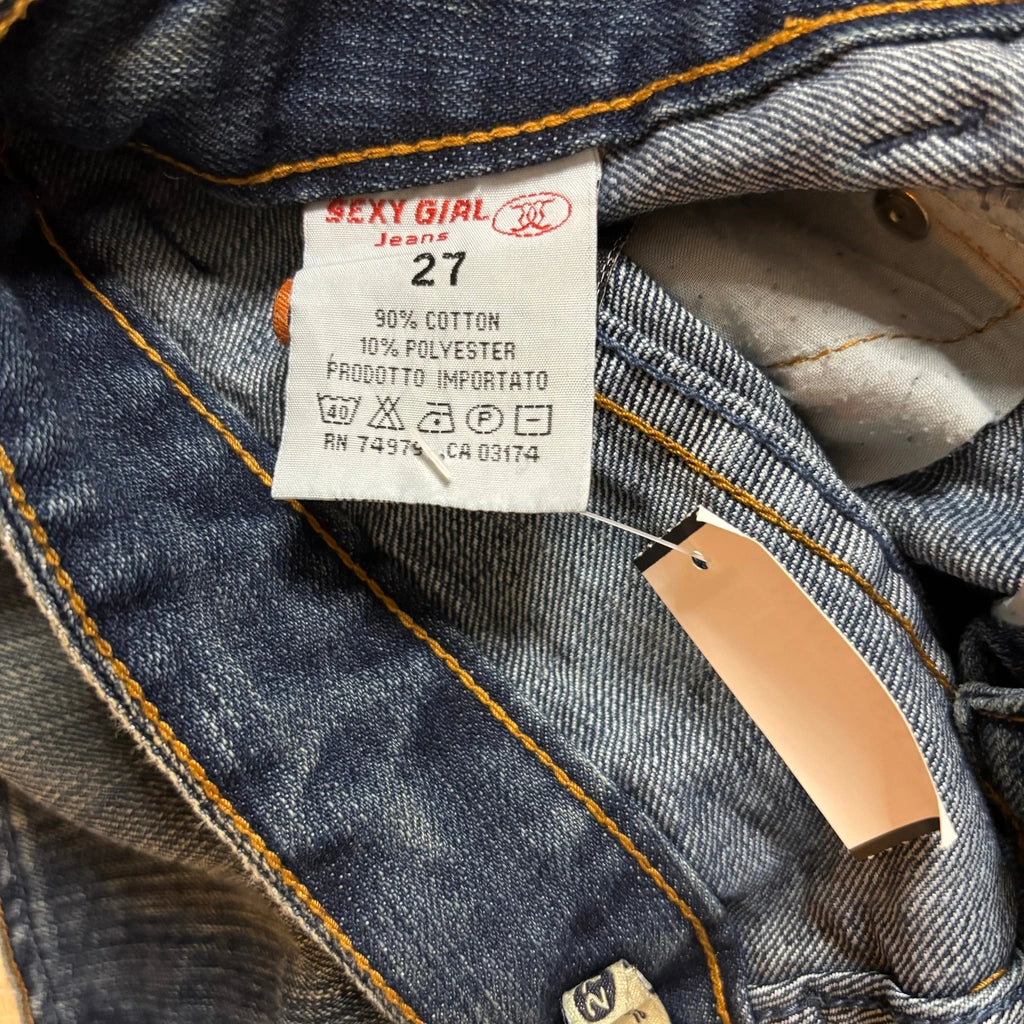 SEXY GIRL
Jeans
27
90% COTTON
10% POLYESTER
PRODOTTO IMPORTATO
40 P
RN 74979 CA 03174
N